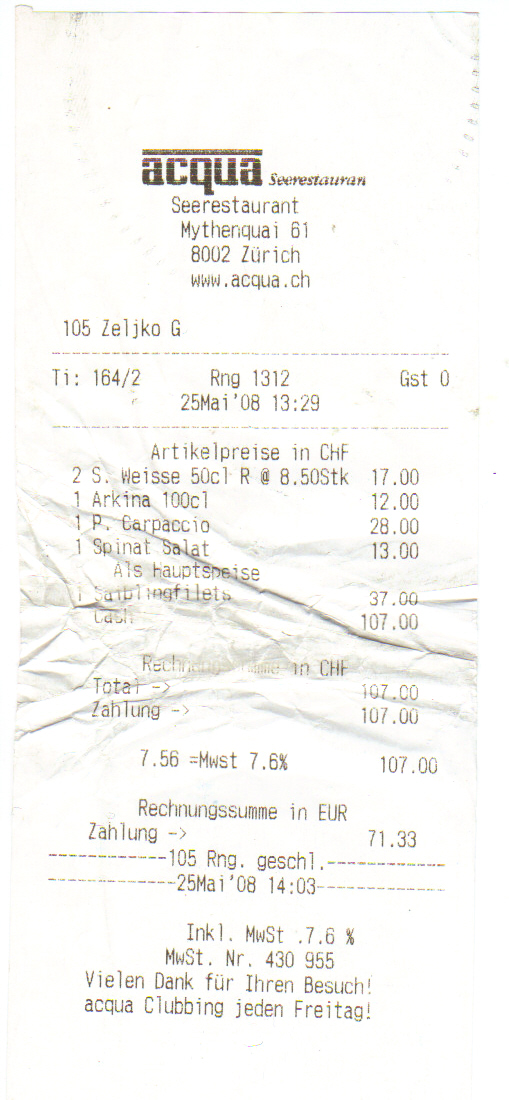 acqua Seerestauran
Seerestaurant
Mythenquai 61
8002 Zürich
www.acqua.ch
105 Zeljko G
Ti: 164/2 Rng 1312 Gst 0
25Mai'08 13:29
Artikelpreise in CHF
2 S. Weisse 50cl R @ 8.50Stk 17.00
1 Arkina 100cl 12.00
1 P. Carpaccio 28.00
1 Spinat Salat 13.00
Als Hauptspeise
1 Saiblingfilets 37.00
Cash 107.00
Rechnungssumme in CHF
Total -> 107.00
Zahlung -> 107.00
7.56 =Mwst 7.6% 107.00
Rechnungssumme in EUR
Zahlung -> 71.33
------------105 Rng. geschl.------------
-------------25Mai'08 14:03-------------
Inkl. MwSt .7.6 %
MwSt. Nr. 430 955
Vielen Dank für Ihren Besuch!
acqua Clubbing jeden Freitag!